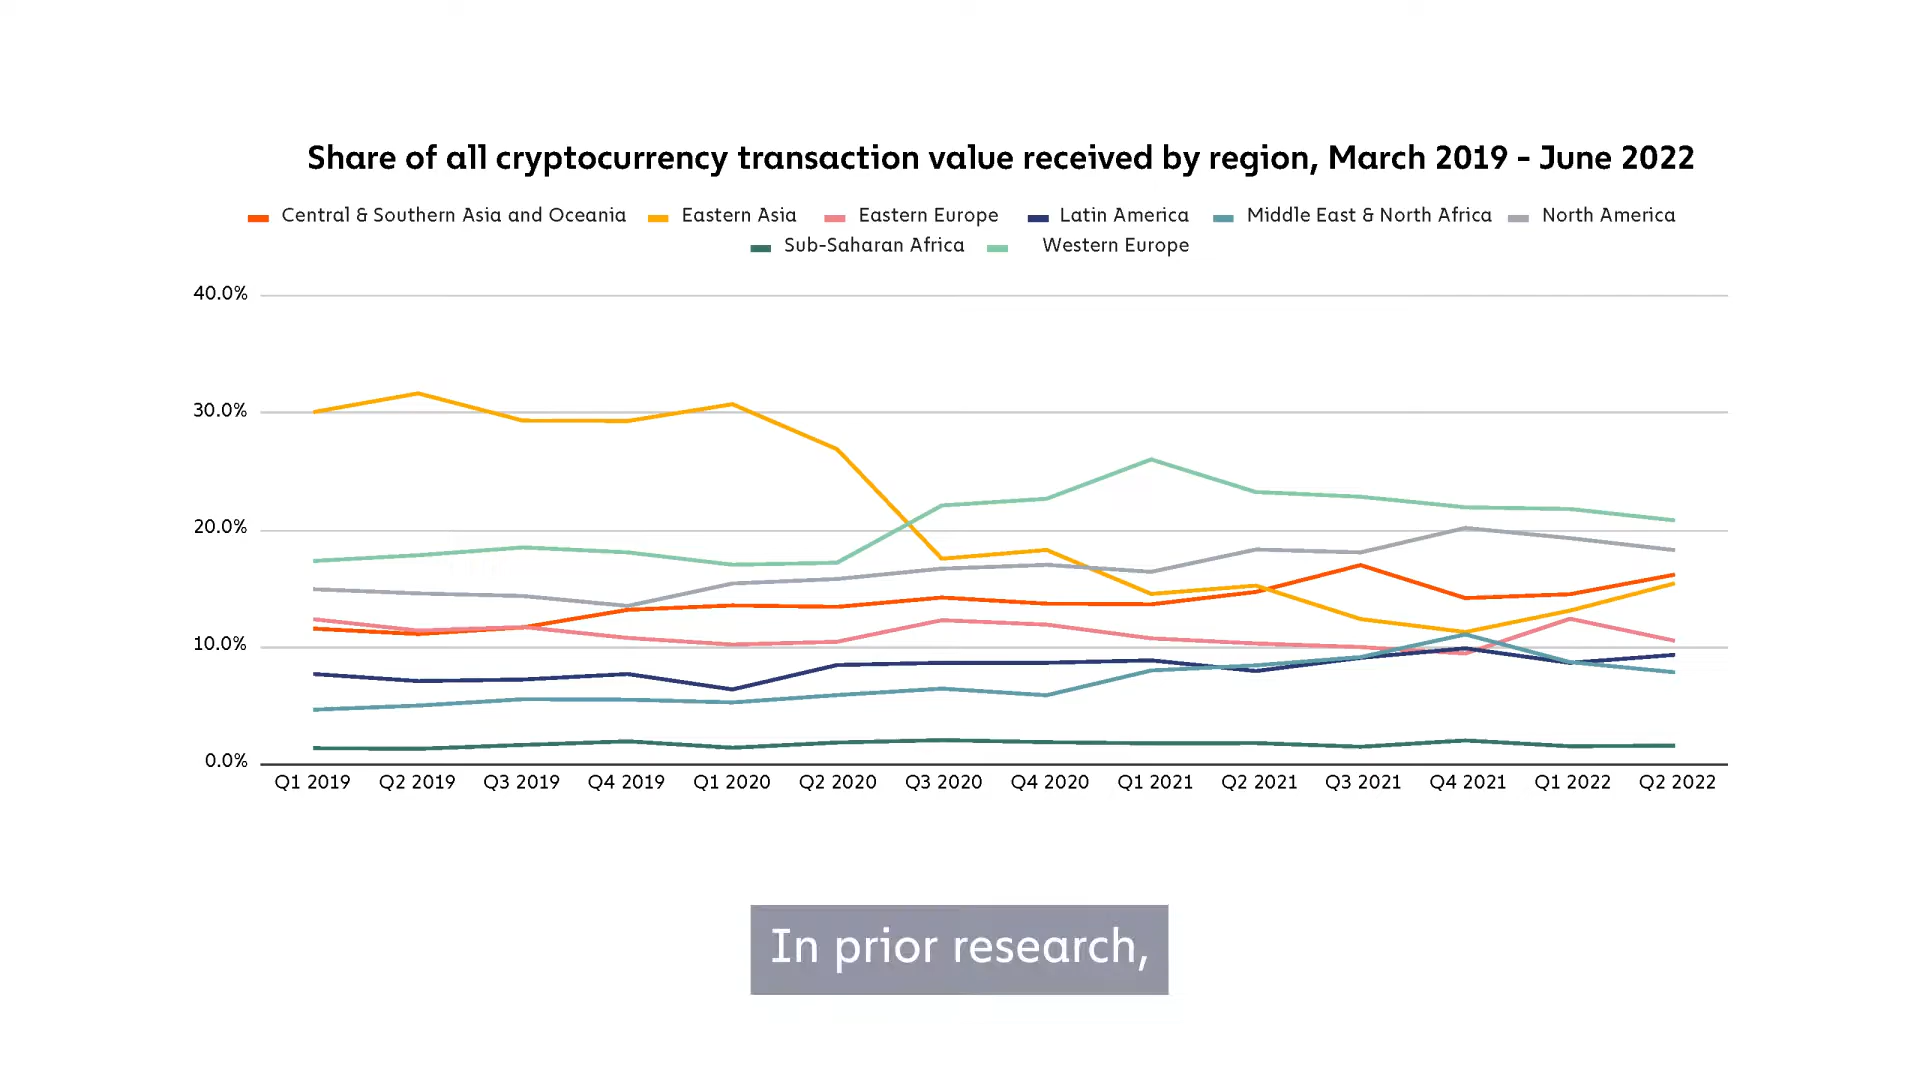 Share of all cryptocurrency transaction value received by region, March 2019 - June 2022
Central & Southern Asia and Oceania Eastern Asia Eastern Europe Latin America Middle East & North Africa North America
Sub-Saharan Africa Western Europe
40.0%
30.0%
20.0%
10.0%
0.0%
Q1 2019 Q2 2019 Q3 2019 Q4 2019 Q1 2020 Q2 2020 Q3 2020 Q4 2020 Q1 2021 Q2 2021 Q3 2021 Q4 2021 Q1 2022 Q2 2022
In prior research,